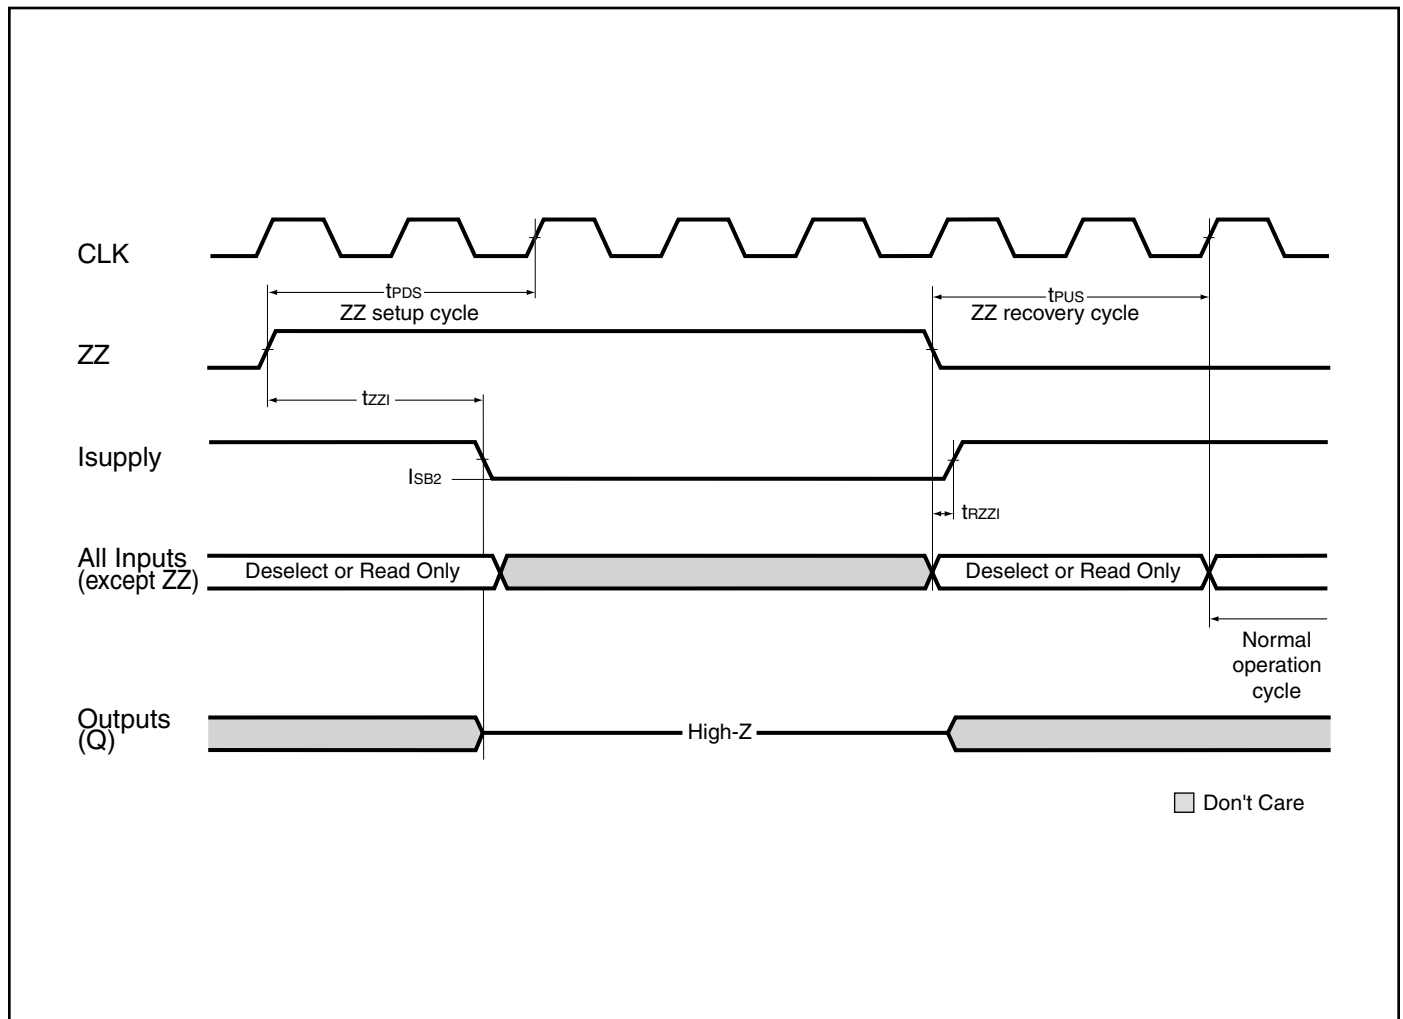 CLK
tPDS
ZZ setup cycle
tPUS
ZZ recovery cycle
ZZ
tZZI
Isupply
ISB2
tRZZI
All Inputs
(except ZZ)
Deselect or Read Only
Deselect or Read Only
Normal
operation
cycle
Outputs
(Q)
High-Z
Don't Care